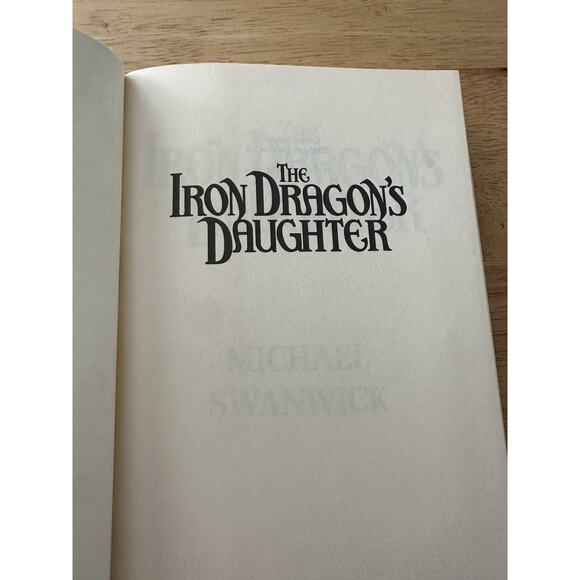 THE
IRON DRAGON'S
DAUGHTER
MICHAEL
SWANWICK